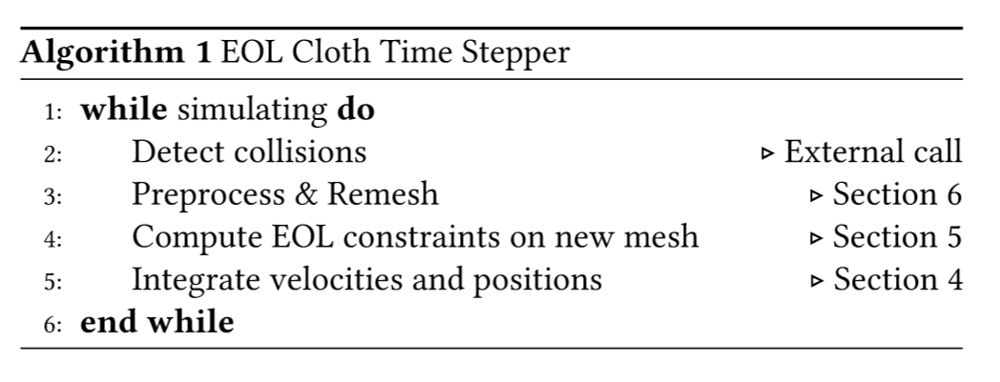 Algorithm 1 EOL Cloth Time Stepper
1: while simulating do
2: Detect collisions ▹ External call
3: Preprocess & Remesh ▹ Section 6
4: Compute EOL constraints on new mesh ▹ Section 5
5: Integrate velocities and positions ▹ Section 4
6: end while